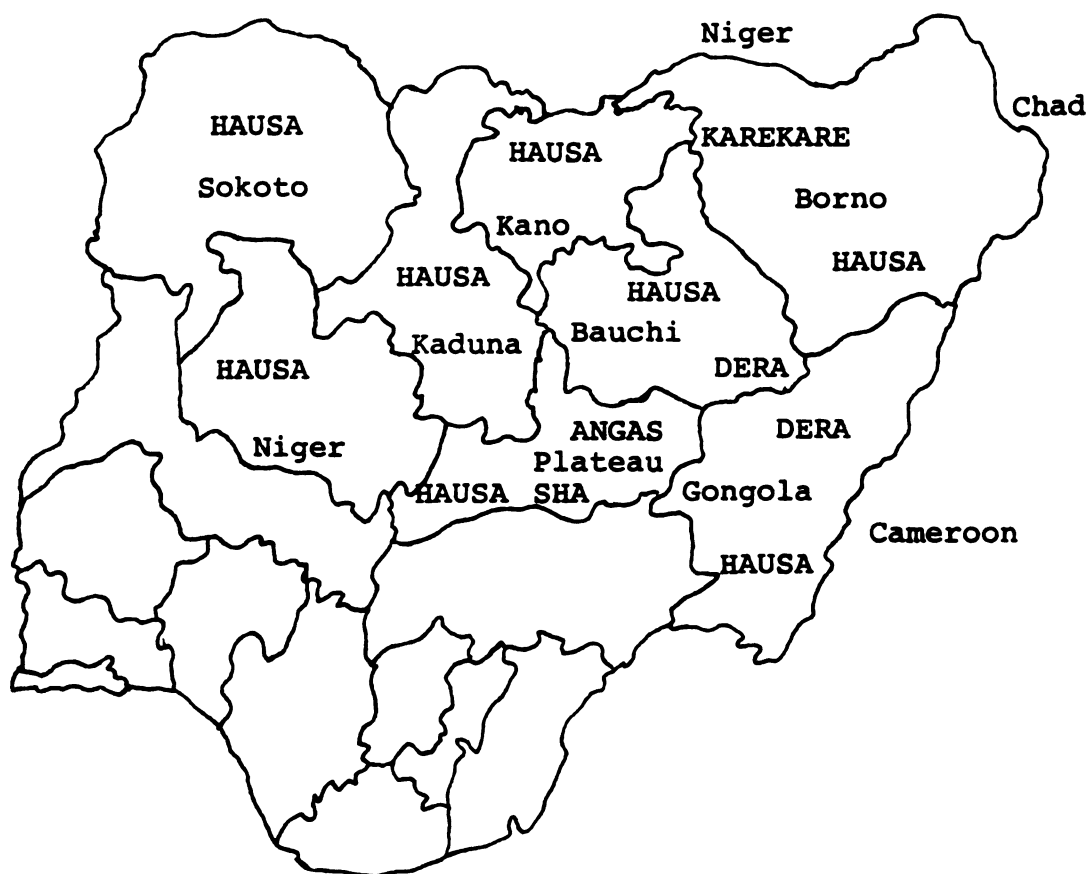 Niger
Chad
HAUSA
KAREKARE
HAUSA
Sokoto
Borno
Kano
HAUSA
HAUSA
HAUSA
Bauchi
Kaduna
HAUSA
DERA
ANGAS
DERA
Niger
Plateau
HAUSA SHA
Gongola
Cameroon
HAUSA